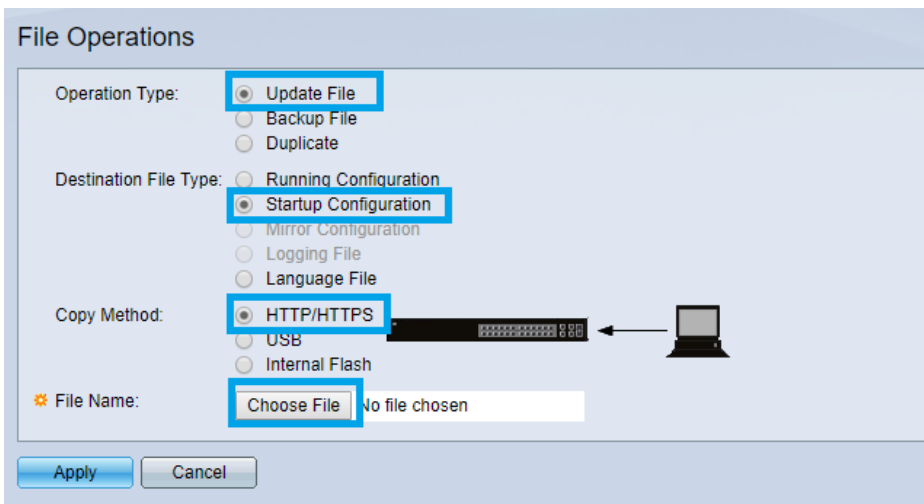 File Operations
Operation Type: Update File
Backup File
Duplicate
Destination File Type: Running Configuration
Startup Configuration
Mirror Configuration
Logging File
Language File
Copy Method: HTTP/HTTPS
USB
Internal Flash
File Name: Choose File No file chosen
Apply Cancel